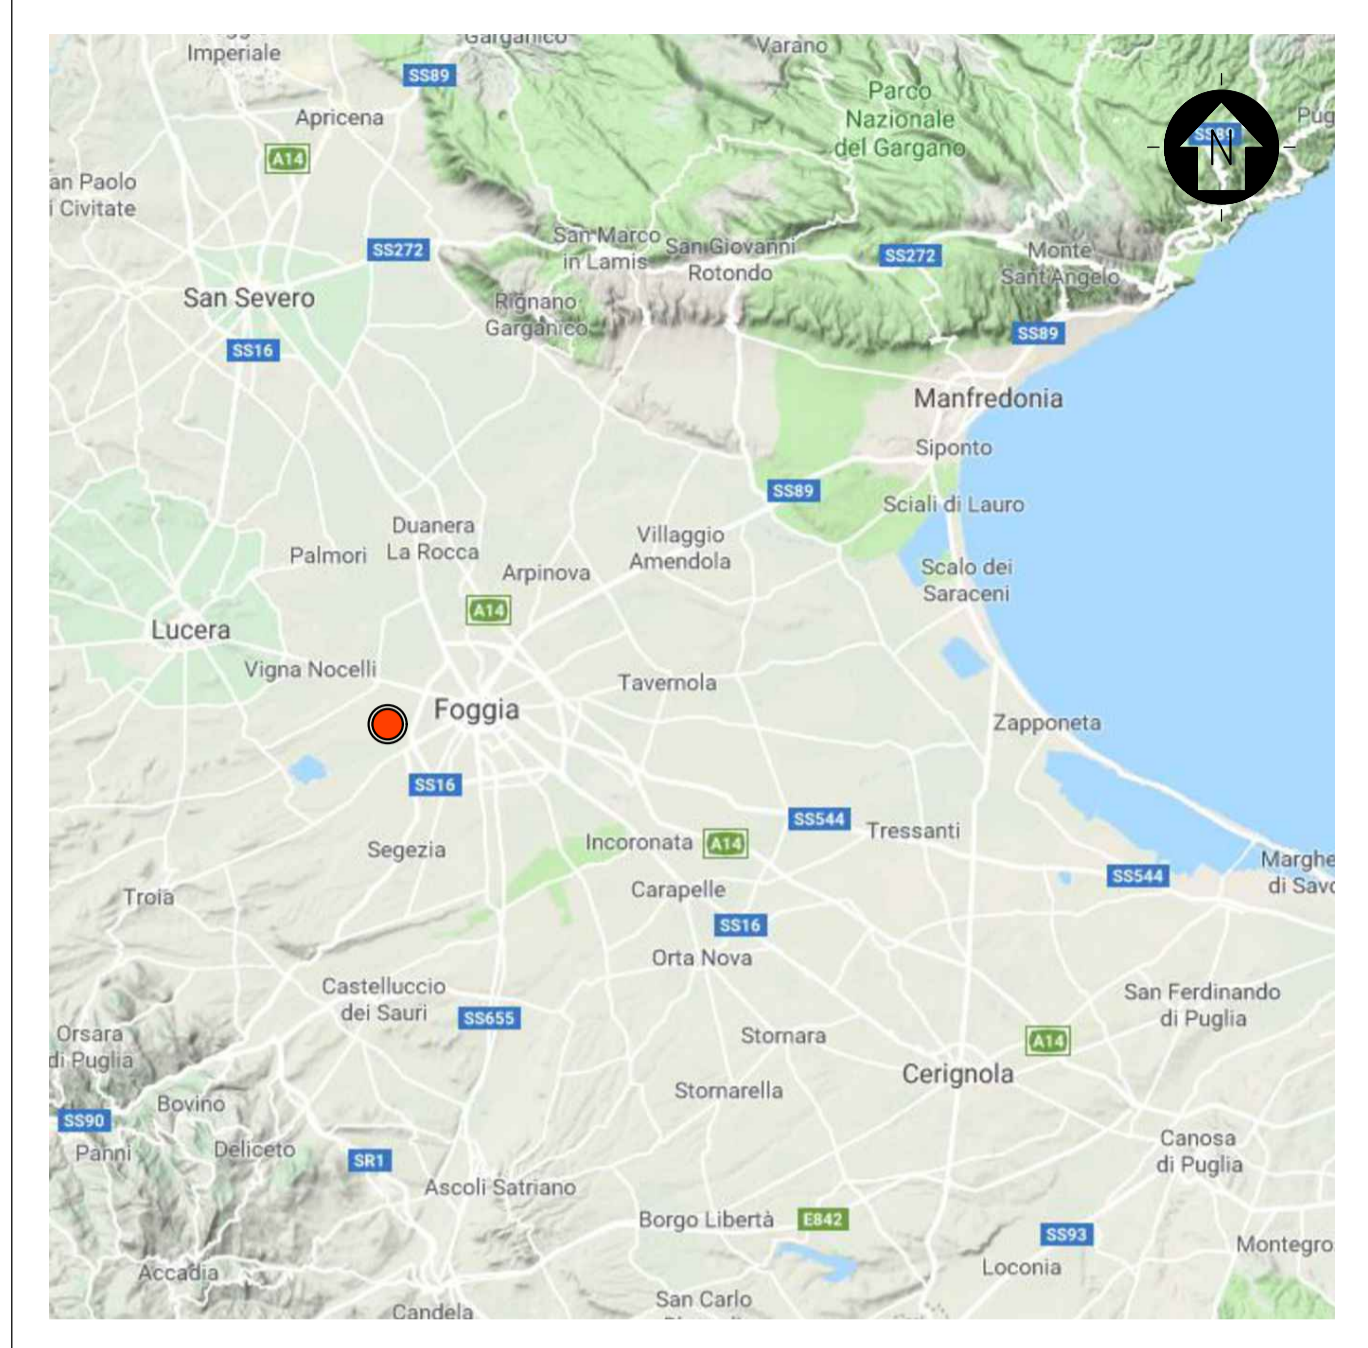 Garganico
Varano
Imperiale
SS89
Parco
Nazionale
del Gargano
Apricena
SS89
N
A14
an Paolo
i Civitate
San Marco
in Lamis
San Giovanni
Rotondo
SS272
SS272
Monte
Sant'Angelo
San Severo
Rignano
Garganico
SS89
SS16
Manfredonia
Siponto
SS89
Sciali di Lauro
Duanera
La Rocca
Palmori
Villaggio
Amendola
Arpinova
Scalo dei
Saraceni
A14
Lucera
Vigna Nocelli
Tavernola
Foggia
Zapponeta
SS16
SS544
Tressanti
Incoronata
A14
Segezia
Marghe
di Savo
SS544
Carapelle
Troia
SS16
Orta Nova
Castelluccio
dei Sauri
San Ferdinando
di Puglia
SS655
Orsara
di Puglia
Stornara
A14
Cerignola
Stornarella
Bovino
SS90
Panni
Deliceto
SR1
Canosa
di Puglia
Ascoli Satriano
Borgo Libertà
E842
SS93
Montegro
Loconia
Accadia
San Carlo
Candela